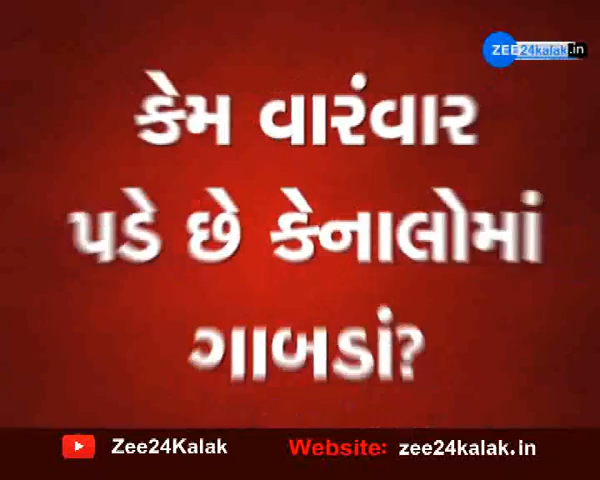 ZEE24kalak.in
કેમ વારંવાર
પડે છે કેનાલોમાં
ગાબડાં?
Zee24Kalak Website: zee24kalak.in